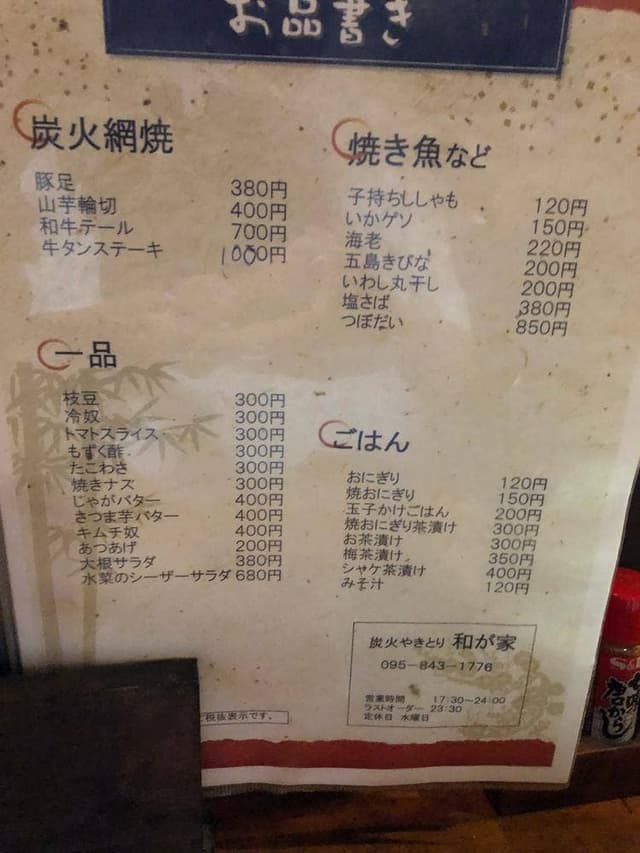 お品書き
炭火網焼
豚足 380円
山芋輪切 400円
和牛テール 700円
牛タンステーキ 1000円
焼き魚など
子持ちししゃも 120円
いかゲソ 150円
海老 220円
五島きびな 200円
いわし丸干し 200円
塩さば 380円
つぼだい 850円
一品
枝豆 300円
冷奴 300円
トマトスライス 300円
もずく酢 300円
たこわさ 300円
焼きナス 300円
じゃがバター 400円
さつま芋バター 400円
キムチ奴 400円
あつあげ 200円
大根サラダ 380円
水菜のシーザーサラダ 680円
ごはん
おにぎり 120円
焼おにぎり 150円
玉子かけごはん 200円
焼おにぎり茶漬け 300円
お茶漬け 300円
梅茶漬け 350円
シャケ茶漬け 400円
みそ汁 120円
炭火やきとり 和が家
095-843-1776
営業時間 17:30~24:00
ラストオーダー 23:30
定休日 水曜日
税抜表示です。
S&B